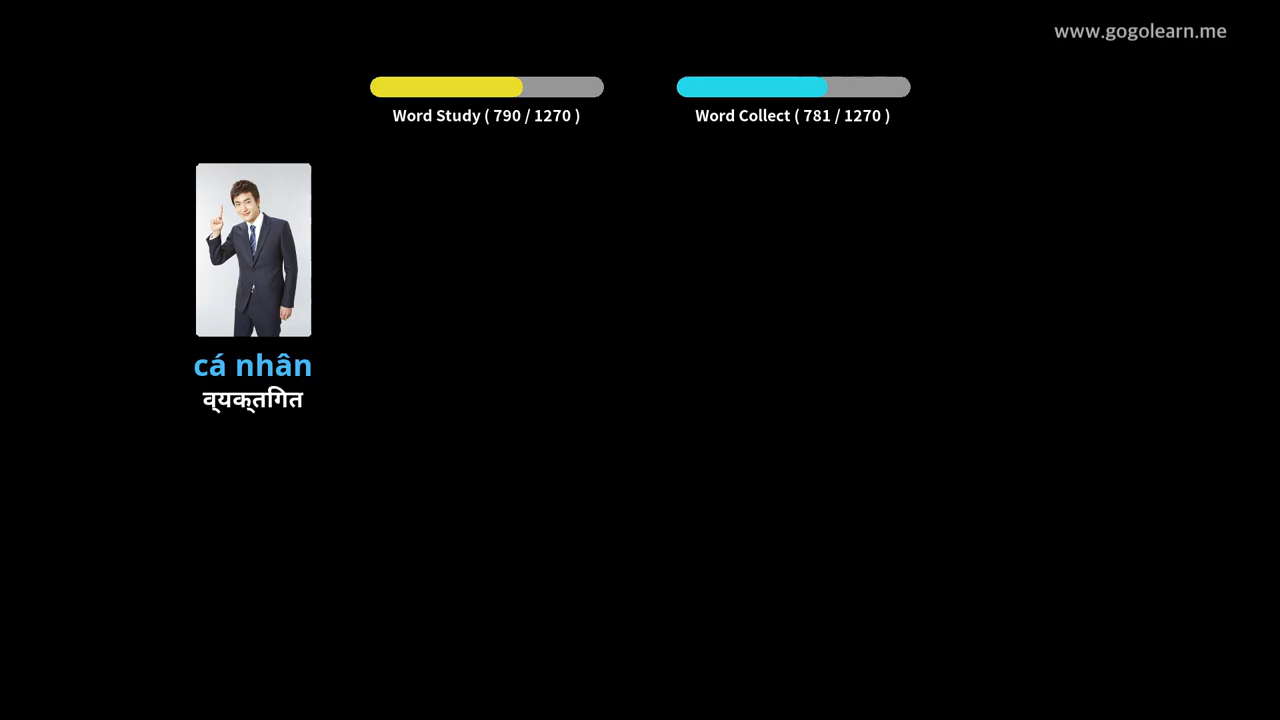 www.gogolearn.me
Word Study ( 790 / 1270 )
Word Collect ( 781 / 1270 )
cá nhân
व्यक्तिगत